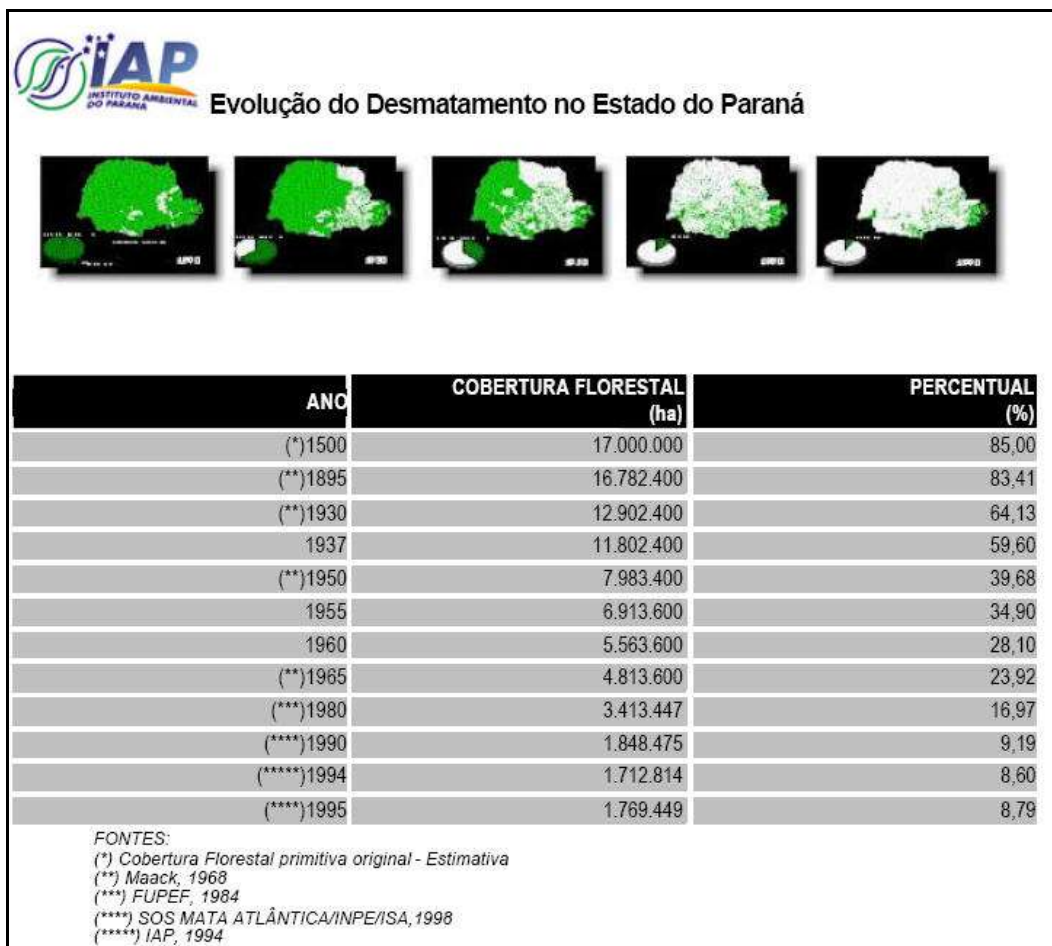 IAP
INSTITUTO AMBIENTAL
DO PARANA
Evolução do Desmatamento no Estado do Paraná
ANO COBERTURA FLORESTAL (ha) PERCENTUAL (%)
(*)1500 17.000.000 85,00
(**)1895 16.782.400 83,41
(**)1930 12.902.400 64,13
1937 11.802.400 59,60
(**)1950 7.983.400 39,68
1955 6.913.600 34,90
1960 5.563.600 28,10
(**)1965 4.813.600 23,92
(***)1980 3.413.447 16,97
(****)1990 1.848.475 9,19
(*****)1994 1.712.814 8,60
(****)1995 1.769.449 8,79
FONTES:
(*) Cobertura Florestal primitiva original - Estimativa
(**) Maack, 1968
(***) FUPEF, 1984
(****) SOS MATA ATLÂNTICA/INPE/ISA,1998
(*****) IAP, 1994